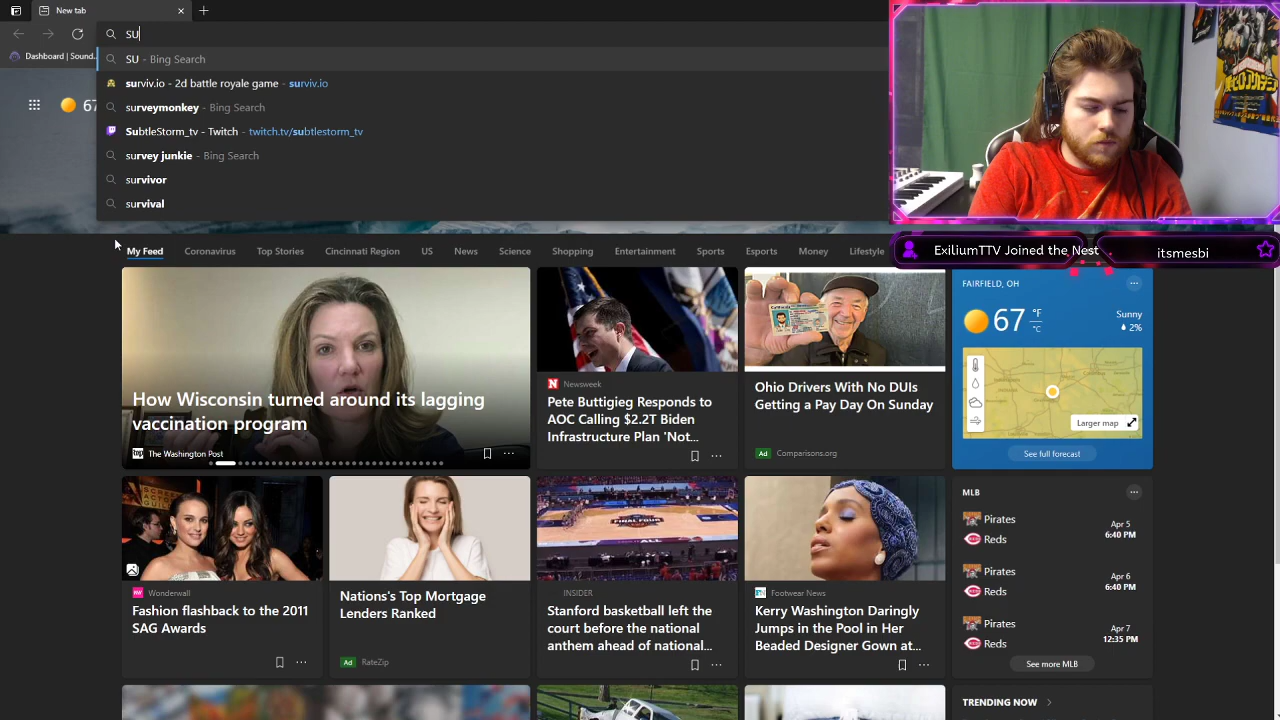 New tab
SU
Dashboard | Sound...
SU - Bing Search
surviv.io - 2d battle royale game - surviv.io
surveymonkey - Bing Search
SubtleStorm_tv - Twitch - twitch.tv/subtlestorm_tv
survey junkie - Bing Search
survivor
survival
67
ExiliumTTV Joined the Nest
itsmesbi
My Feed
Coronavirus
Top Stories
Cincinnati Region
US
News
Science
Shopping
Entertainment
Sports
Esports
Money
Lifestyle
How Wisconsin turned around its lagging
vaccination program
The Washington Post
Newsweek
Pete Buttigieg Responds to
AOC Calling $2.2T Biden
Infrastructure Plan 'Not...
Ohio Drivers With No DUIs
Getting a Pay Day On Sunday
Ad Comparisons.org
FAIRFIELD, OH
67 °F
°C
Sunny
2%
Larger map
See full forecast
Wonderwall
Fashion flashback to the 2011
SAG Awards
Nations's Top Mortgage
Lenders Ranked
Ad RateZip
FINAL FOUR
INSIDER
Stanford basketball left the
court before the national
anthem ahead of national...
Footwear News
Kerry Washington Daringly
Jumps in the Pool in Her
Beaded Designer Gown at...
MLB
Pirates
Reds
Apr 5
6:40 PM
Pirates
Reds
Apr 6
6:40 PM
Pirates
Reds
Apr 7
12:35 PM
See more MLB
TRENDING NOW